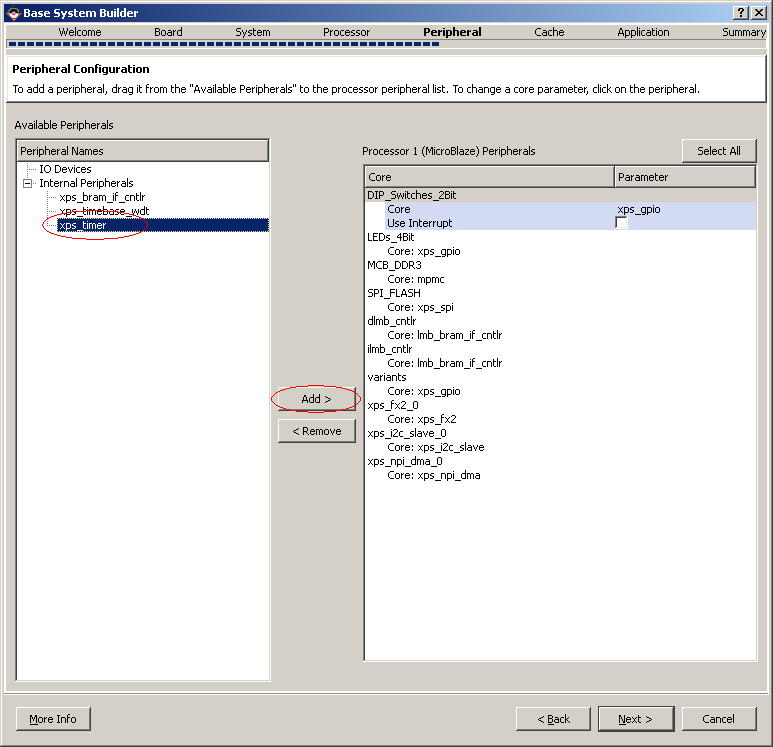 Base System Builder
Welcome Board System Processor Peripheral Cache Application Summary
Peripheral Configuration
To add a peripheral, drag it from the "Available Peripherals" to the processor peripheral list. To change a core parameter, click on the peripheral.
Available Peripherals
Peripheral Names
IO Devices
Internal Peripherals
xps_bram_if_cntlr
xps_timebase_wdt
xps_timer
Add >
< Remove
Processor 1 (MicroBlaze) Peripherals
Select All
Core Parameter
DIP_Switches_2Bit
Core xps_gpio
Use Interrupt
LEDs_4Bit
Core: xps_gpio
MCB_DDR3
Core: mpmc
SPI_FLASH
Core: xps_spi
dlmb_cntlr
Core: lmb_bram_if_cntlr
ilmb_cntlr
Core: lmb_bram_if_cntlr
variants
Core: xps_gpio
xps_fx2_0
Core: xps_fx2
xps_i2c_slave_0
Core: xps_i2c_slave
xps_npi_dma_0
Core: xps_npi_dma
More Info
< Back
Next >
Cancel